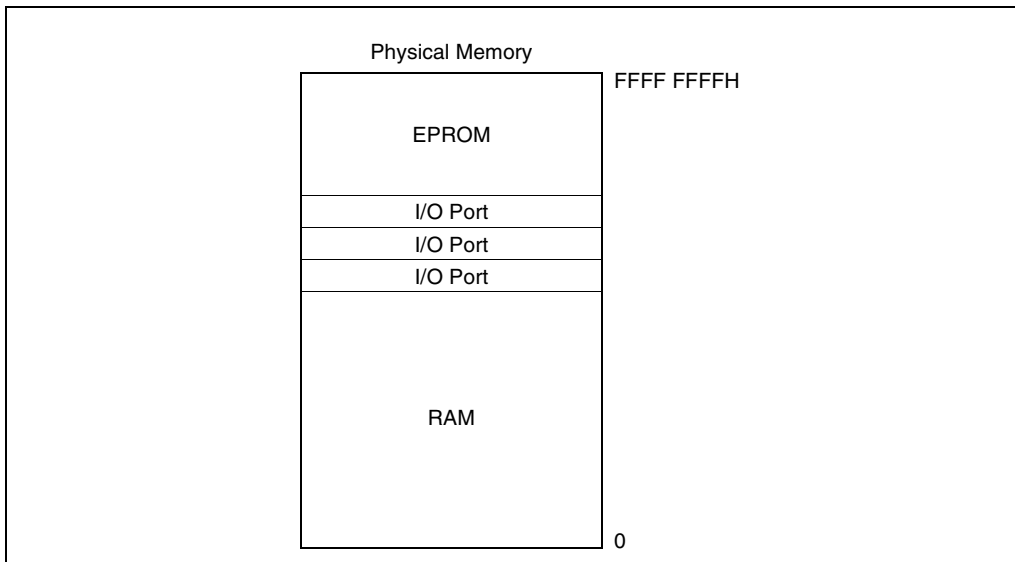 Physical Memory
FFFF FFFFH
EPROM
I/O Port
I/O Port
I/O Port
RAM
0